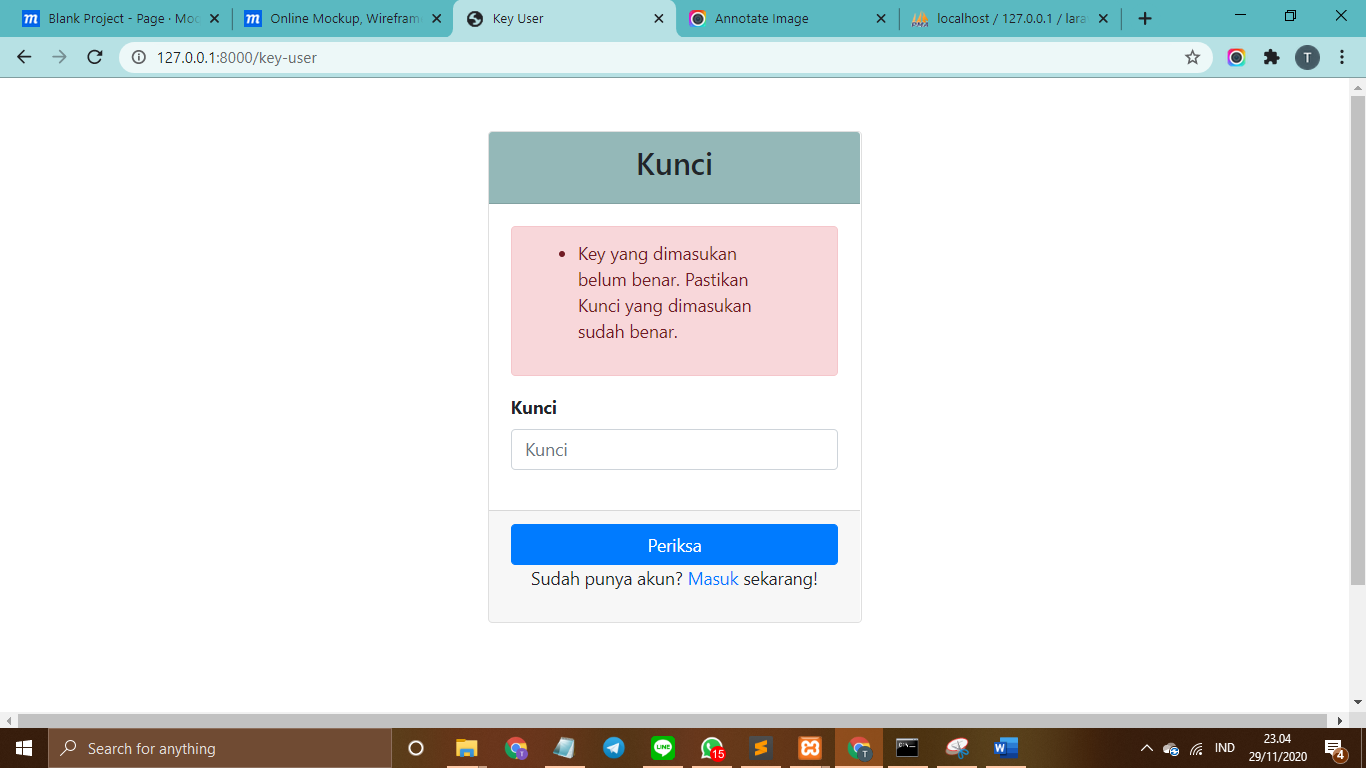 Blank Project - Page · Moc
Online Mockup, Wirefram
Key User
Annotate Image
localhost / 127.0.0.1 / lara
127.0.0.1:8000/key-user
T
Kunci
Key yang dimasukan
belum benar. Pastikan
Kunci yang dimasukan
sudah benar.
Kunci
Kunci
Periksa
Sudah punya akun? Masuk sekarang!
Search for anything
15
IND
23.04
29/11/2020
4